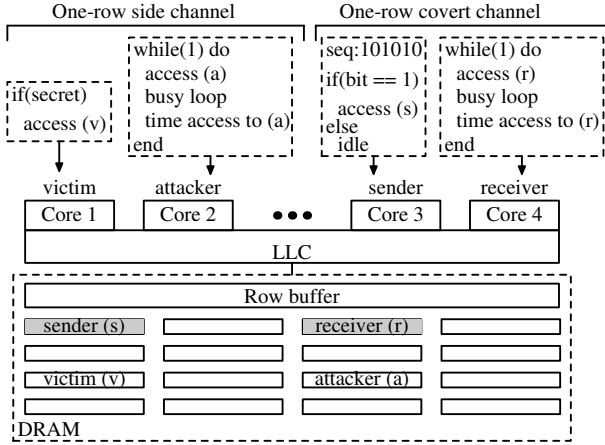 One-row side channel
One-row covert channel
if(secret)
access (v)
while(1) do
access (a)
busy loop
time access to (a)
end
seq:101010
if(bit == 1)
access (s)
else
idle
while(1) do
access (r)
busy loop
time access to (r)
end
victim
attacker
sender
receiver
Core 1
Core 2
Core 3
Core 4
LLC
Row buffer
sender (s)
receiver (r)
victim (v)
attacker (a)
DRAM